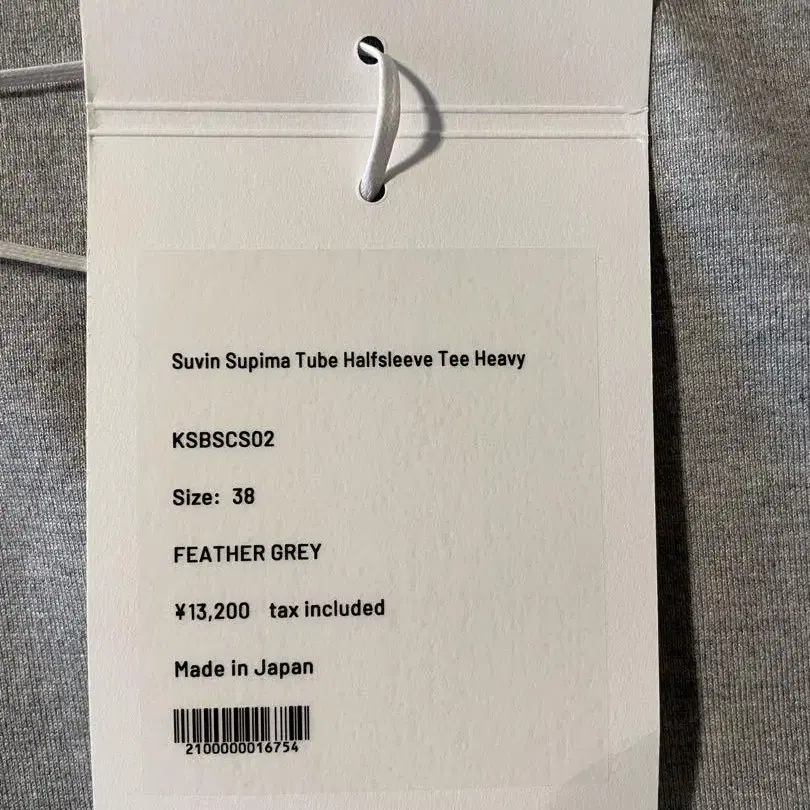 Suvin Supima Tube Halfsleeve Tee Heavy
KSBSCS02
Size: 38
FEATHER GREY
¥13,200 tax included
Made in Japan
2100000016754